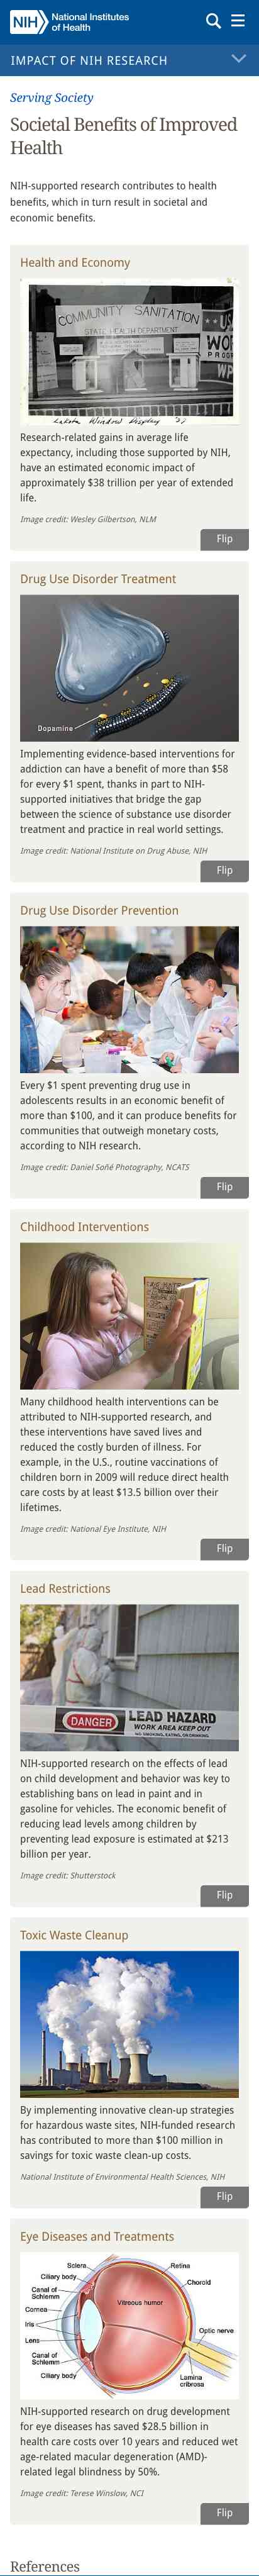 NIH National Institutes of Health
IMPACT OF NIH RESEARCH
Serving Society
Societal Benefits of Improved
Health
NIH-supported research contributes to health
benefits, which in turn result in societal and
economic benefits.
Health and Economy
COMMUNITY SANITATION
STATE HEALTH DEPARTMENT
Lakota Window Display
Research-related gains in average life
expectancy, including those supported by NIH,
have an estimated economic impact of
approximately $38 trillion per year of extended
life.
Image credit: Wesley Gilbertson, NLM
Flip
Drug Use Disorder Treatment
Dopamine
Implementing evidence-based interventions for
addiction can have a benefit of more than $58
for every $1 spent, thanks in part to NIH-
supported initiatives that bridge the gap
between the science of substance use disorder
treatment and practice in real world settings.
Image credit: National Institute on Drug Abuse, NIH
Flip
Drug Use Disorder Prevention
Every $1 spent preventing drug use in
adolescents results in an economic benefit of
more than $100, and it can produce benefits for
communities that outweigh monetary costs,
according to NIH research.
Image credit: Daniel Soñé Photography, NCATS
Flip
Childhood Interventions
Many childhood health interventions can be
attributed to NIH-supported research, and
these interventions have saved lives and
reduced the costly burden of illness. For
example, in the U.S., routine vaccinations of
children born in 2009 will reduce direct health
care costs by at least $13.5 billion over their
lifetimes.
Image credit: National Eye Institute, NIH
Flip
Lead Restrictions
DANGER
LEAD HAZARD
WORK AREA KEEP OUT
NO SMOKING, EATING, OR DRINKING
NIH-supported research on the effects of lead
on child development and behavior was key to
establishing bans on lead in paint and in
gasoline for vehicles. The economic benefit of
reducing lead levels among children by
preventing lead exposure is estimated at $213
billion per year.
Image credit: Shutterstock
Flip
Toxic Waste Cleanup
By implementing innovative clean-up strategies
for hazardous waste sites, NIH-funded research
has contributed to more than $100 million in
savings for toxic waste clean-up costs.
National Institute of Environmental Health Sciences, NIH
Flip
Eye Diseases and Treatments
Sclera
Ciliary body
Canal of
Schlemm
Cornea
Iris
Lens
Canal of
Schlemm
Ciliary body
Vitreous humor
Retina
Choroid
Optic nerve
Lamina
cribrosa
NIH-supported research on drug development
for eye diseases has saved $28.5 billion in
health care costs over 10 years and reduced wet
age-related macular degeneration (AMD)-
related legal blindness by 50%.
Image credit: Terese Winslow, NCI
Flip
References